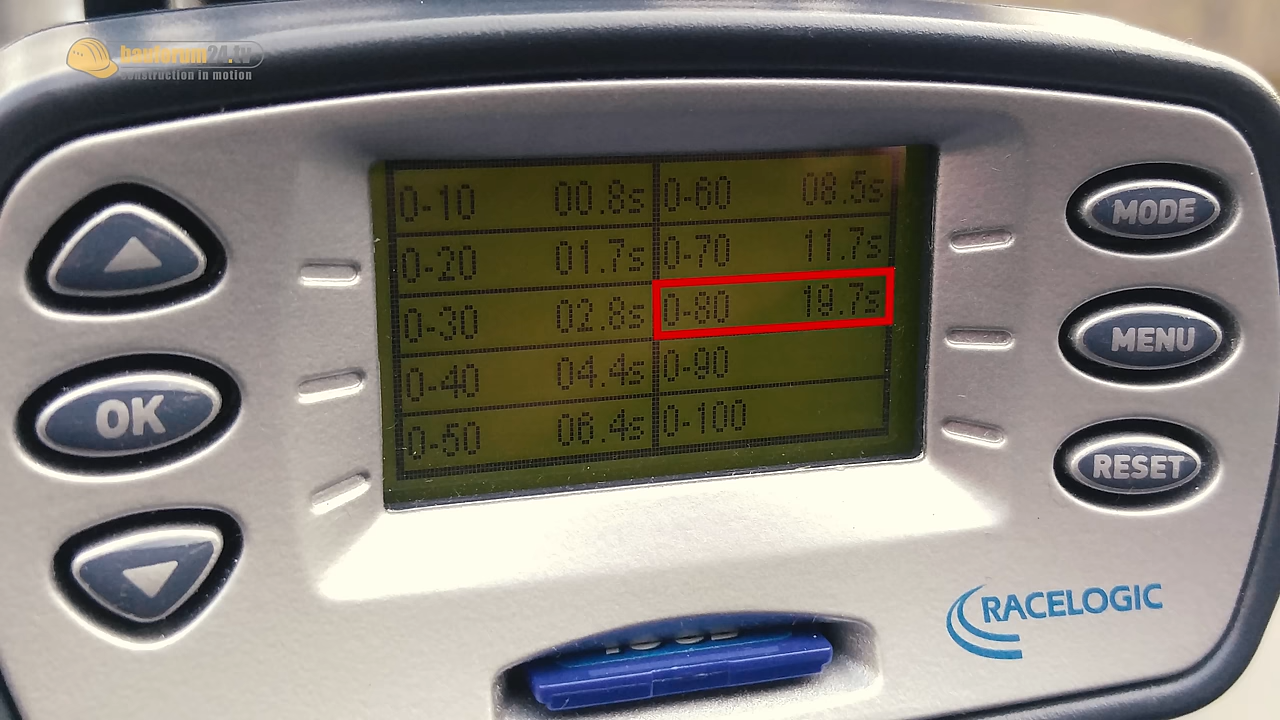 bauforum24.tv
construction in motion
0-10 00.8s 0-60 08.5s
0-20 01.7s 0-70 11.7s
0-30 02.8s 0-80 19.7s
0-40 04.4s 0-90
0-50 06.4s 0-100
MODE
MENU
OK
RESET
RACELOGIC